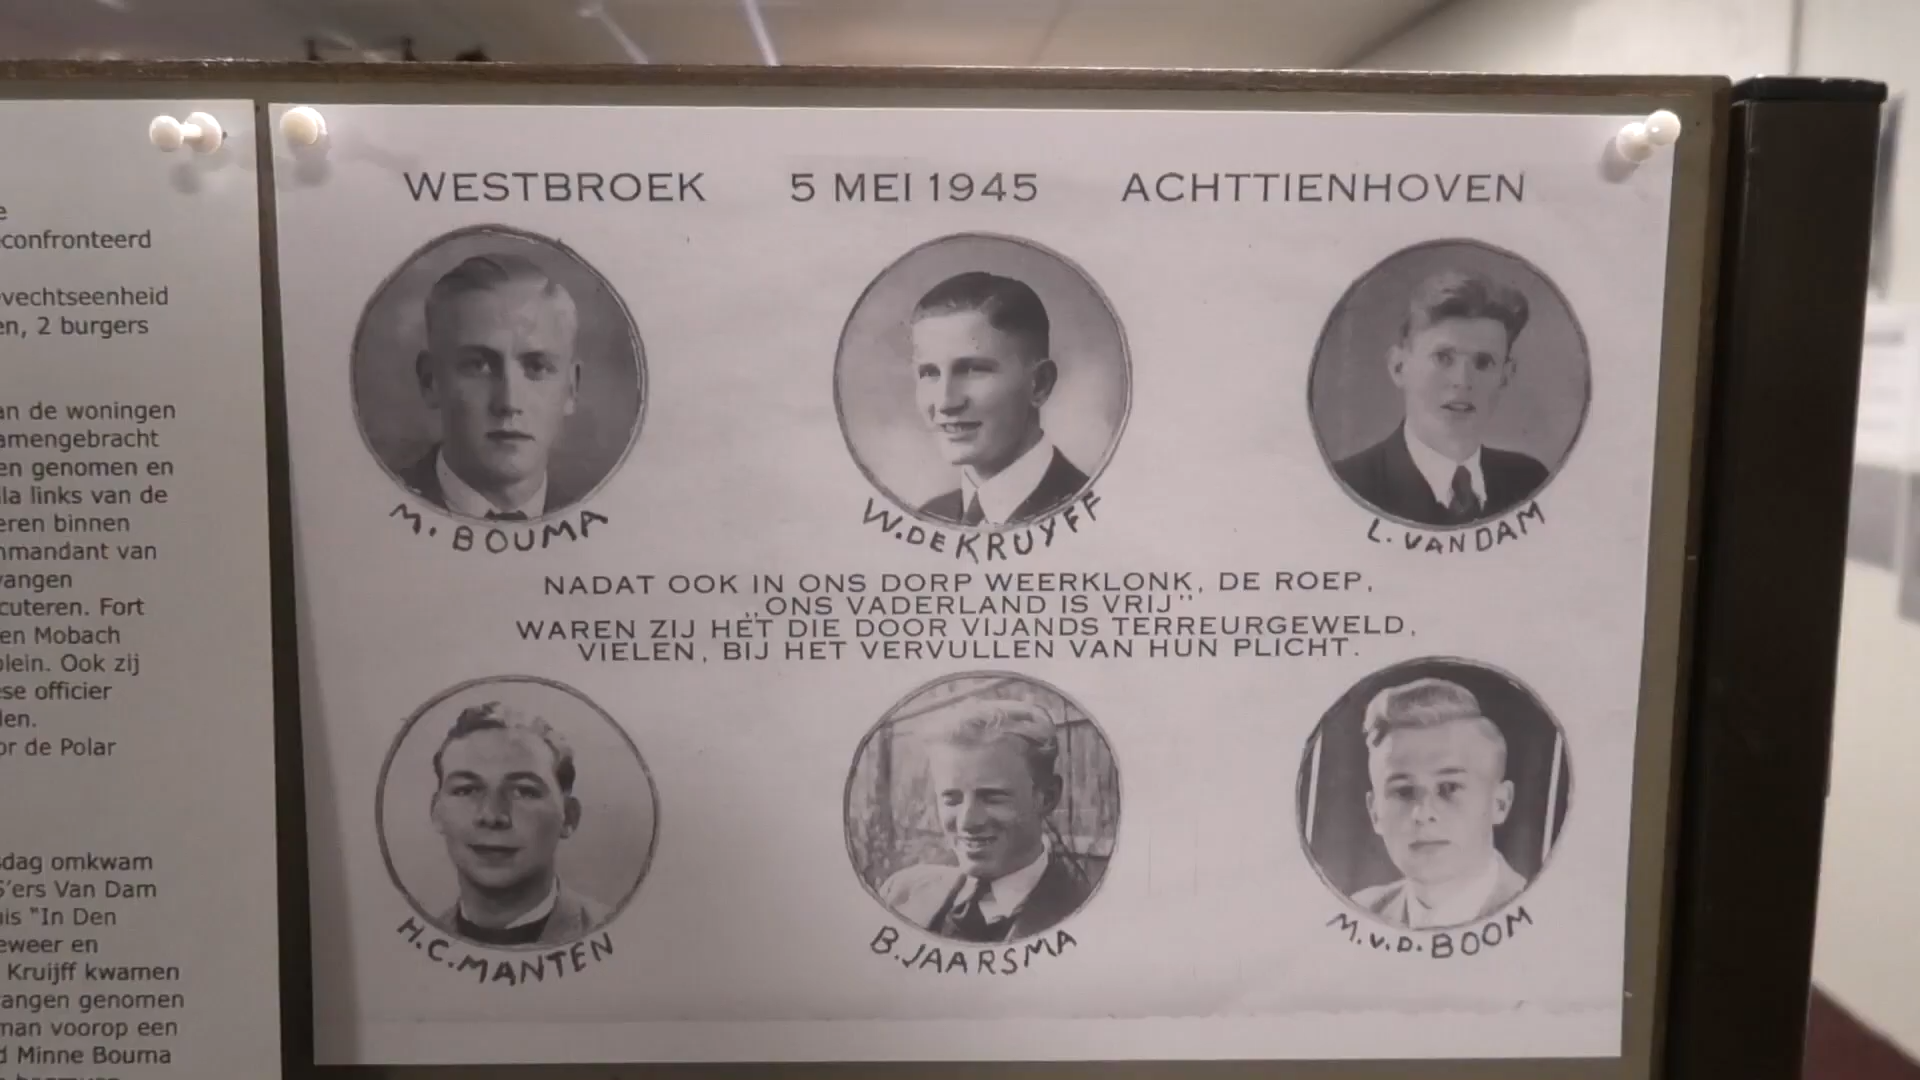 confronteerd
vechtseenheid
en, 2 burgers
an de woningen
amengebracht
en genomen en
la links van de
eren binnen
mmandant van
vangen
cuteren. Fort
en Mobach
plein. Ook zij
se officier
len.
or de Polar
sdag omkwam
S'ers Van Dam
uis "In Den
eweer en
Kruijff kwamen
angen genomen
man voorop een
d Minne Bouma
WESTBROEK 5 MEI 1945 ACHTTIENHOVEN
M. BOUMA
W. DE KRUYFF
L. VAN DAM
NADAT OOK IN ONS DORP WEERKLONK, DE ROEP,
„ONS VADERLAND IS VRIJ"
WAREN ZIJ HET DIE DOOR VIJANDS TERREURGEWELD,
VIELEN, BIJ HET VERVULLEN VAN HUN PLICHT.
H.C. MANTEN
B. JAARSMA
M.v.D. BOOM